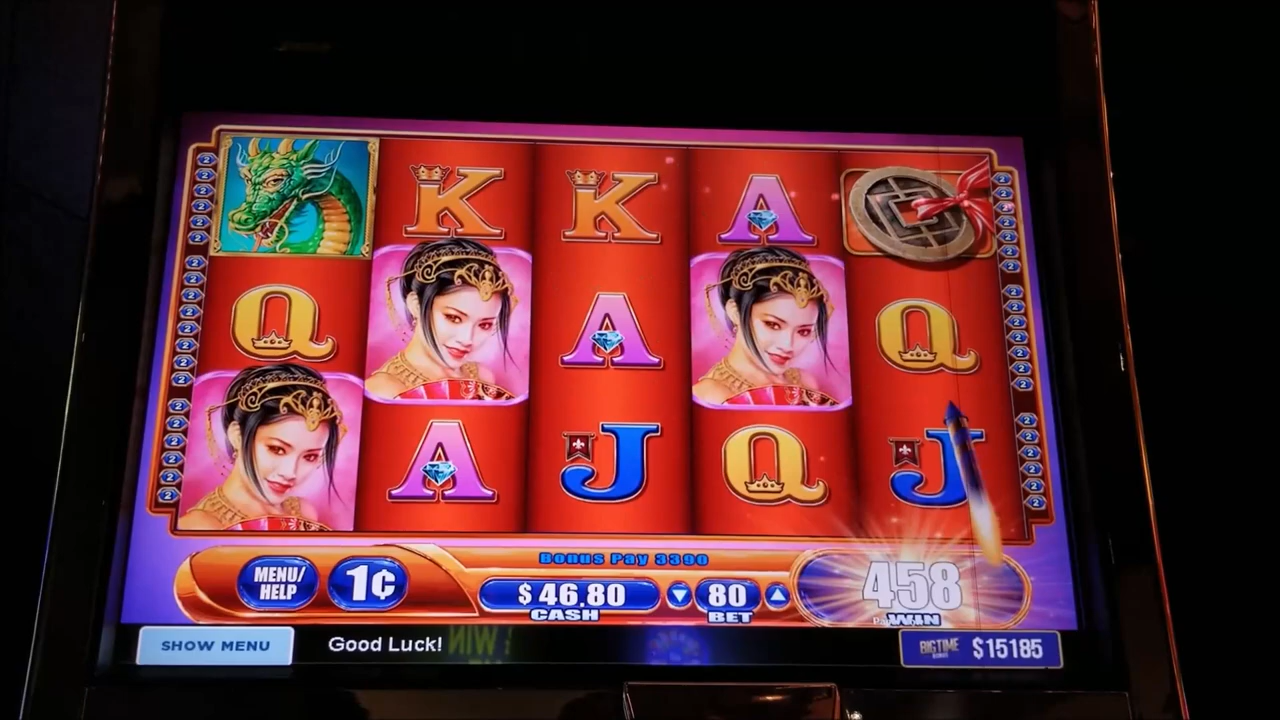 K K A
Q A Q
A J Q J
Bonus Pay 3390
MENU/
HELP
1¢
$46.80
CASH
80
BET
458
WIN
SHOW MENU
Good Luck!
BIGTIME
$15185